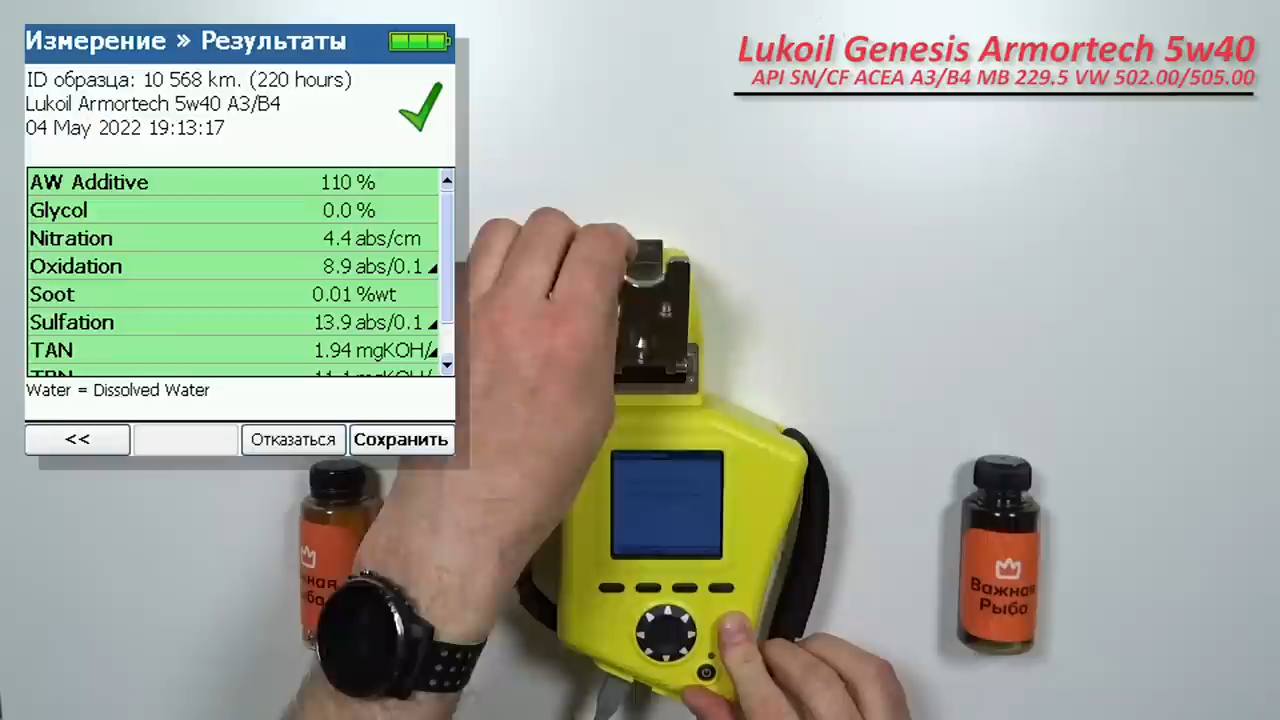 Измерение » Результаты
ID образца: 10 568 km. (220 hours)
Lukoil Armortech 5w40 A3/B4
04 May 2022 19:13:17
AW Additive 110 %
Glycol 0.0 %
Nitration 4.4 abs/cm
Oxidation 8.9 abs/0.1
Soot 0.01 %wt
Sulfation 13.9 abs/0.1
TAN 1.94 mgKOH/
Water = Dissolved Water
<<
Отказаться
Сохранить
Lukoil Genesis Armortech 5w40
API SN/CF ACEA A3/B4 MB 229.5 VW 502.00/505.00
Важная
Рыба